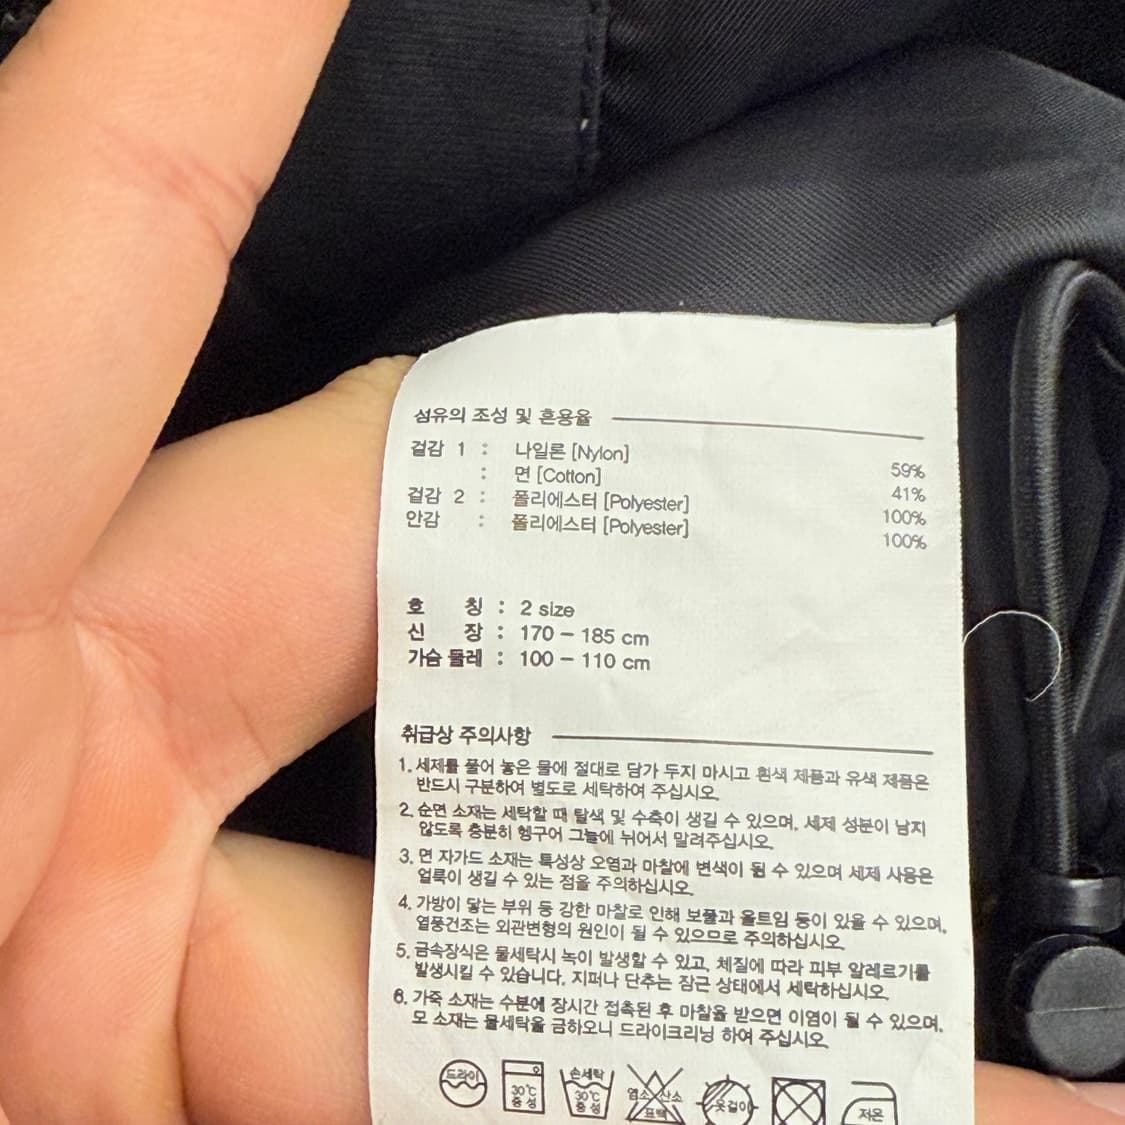 섬유의 조성 및 혼용율
겉감 1 : 나일론 [Nylon] 59%
: 면 [Cotton] 41%
겉감 2 : 폴리에스터 [Polyester] 100%
안감 : 폴리에스터 [Polyester] 100%
호 칭 : 2 size
신 장 : 170 - 185 cm
가슴 둘레 : 100 - 110 cm
취급상 주의사항
1. 세제를 풀어 놓은 물에 절대로 담가 두지 마시고 흰색 제품과 유색 제품은
반드시 구분하여 별도로 세탁하여 주십시오.
2. 순면 소재는 세탁할 때 탈색 및 수축이 생길 수 있으며, 세제 성분이 남지
않도록 충분히 헹구어 그늘에 뉘어서 말려주십시오.
3. 면 자가드 소재는 특성상 오염과 마찰에 변색이 될 수 있으며 세제 사용은
얼룩이 생길 수 있는 점을 주의하십시오.
4. 가방이 닿는 부위 등 강한 마찰로 인해 보풀과 올트임 등이 있을 수 있으며,
열풍건조는 외관변형의 원인이 될 수 있으므로 주의하십시오.
5. 금속장식은 물세탁시 녹이 발생할 수 있고, 체질에 따라 피부 알레르기를
발생시킬 수 있습니다. 지퍼나 단추는 잠근 상태에서 세탁하십시오.
6. 가죽 소재는 수분에 장시간 접촉된 후 마찰을 받으면 이염이 될 수 있으며,
모 소재는 물세탁을 금하오니 드라이크리닝 하여 주십시오.
드라이
30℃
중성
손세탁
30℃
중성
염소 산소
표백
옷걸이
저온